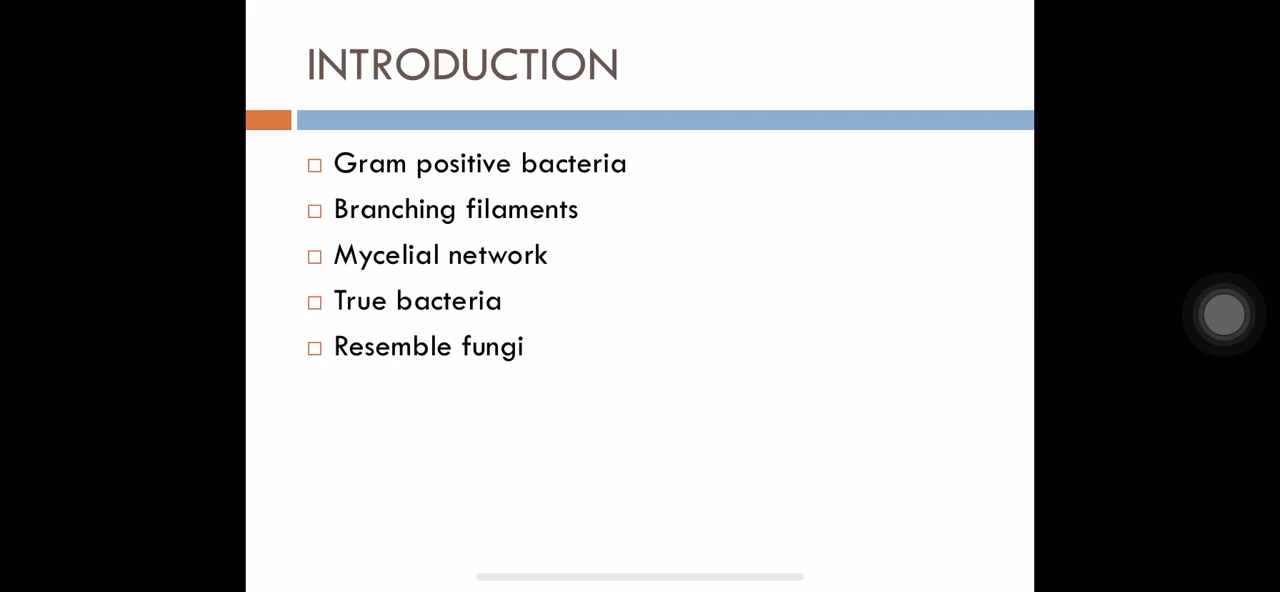 INTRODUCTION
Gram positive bacteria
Branching filaments
Mycelial network
True bacteria
Resemble fungi